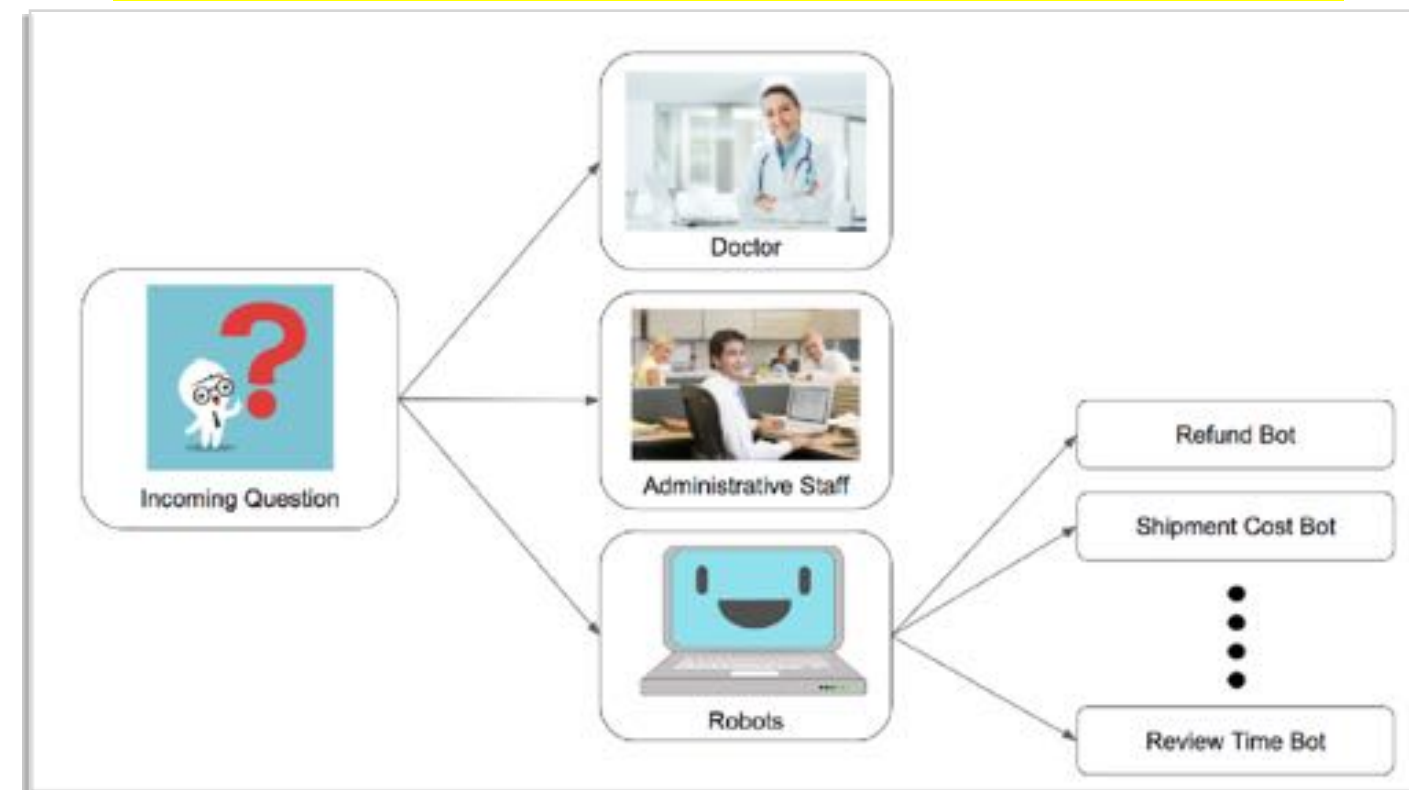 Doctor
Incoming Question
Administrative Staff
Robots
Refund Bot
Shipment Cost Bot
Review Time Bot